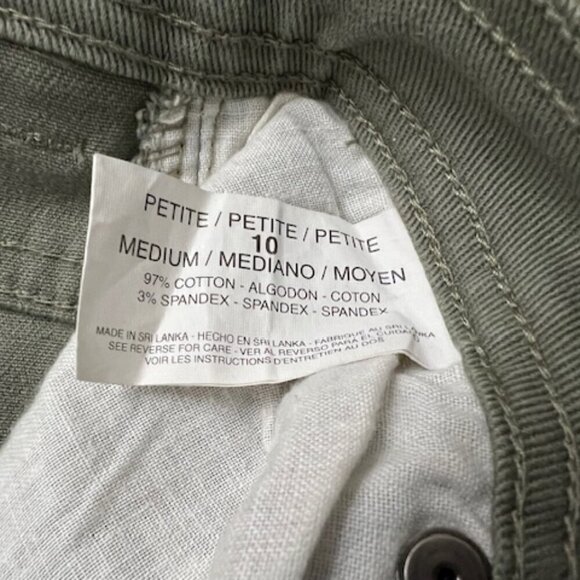 PETITE / PETITE / PETITE
10
MEDIUM / MEDIANO / MOYEN
97% COTTON - ALGODON - COTON
3% SPANDEX - SPANDEX - SPANDEX
MADE IN SRI LANKA - HECHO EN SRI LANKA - FABRIQUE AU SRI LANKA
SEE REVERSE FOR CARE - VER AL REVERSO PARA EL CUIDADO
VOIR LES INSTRUCTIONS D'ENTRETIEN AU DOS